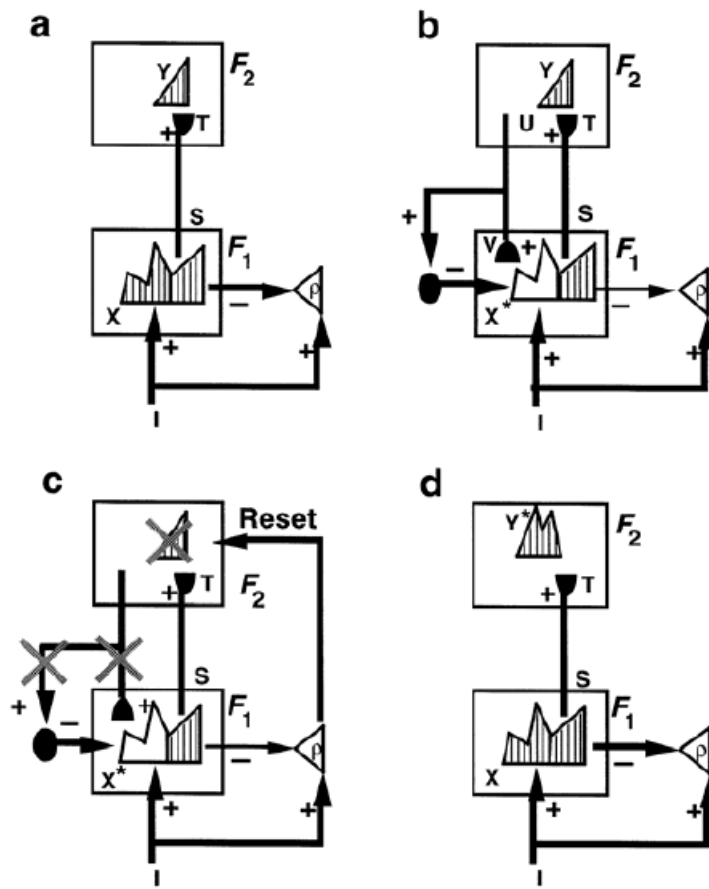 a
Y F2
+ T
S
F1
X − ρ
+ +
I
b
Y F2
U + T
S
+ V + F1
− X* − ρ
+ +
I
c
Reset
+ T F2
S
+ + F1
− X* − ρ
+ +
I
d
Y* F2
+ T
S
F1
X − ρ
+ +
I